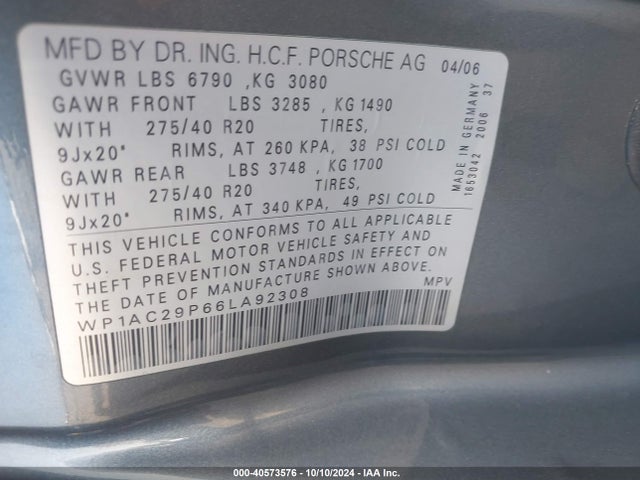 MFD BY DR. ING. H.C.F. PORSCHE AG 04/06
GVWR LBS 6790 ,KG 3080
GAWR FRONT LBS 3285 , KG 1490
WITH 275/40 R20 TIRES,
9Jx20" RIMS, AT 260 KPA, 38 PSI COLD
GAWR REAR LBS 3748 , KG 1700
WITH 275/40 R20 TIRES,
9Jx20" RIMS, AT 340 KPA, 49 PSI COLD
THIS VEHICLE CONFORMS TO ALL APPLICABLE
U.S. FEDERAL MOTOR VEHICLE SAFETY AND
THEFT PREVENTION STANDARDS IN EFFECT ON
THE DATE OF MANUFACTURE SHOWN ABOVE.
WP1AC29P66LA92308 MPV
MADE IN GERMANY
1653042 2006 37
000-40573576 • 10/10/2024 • IAA Inc.